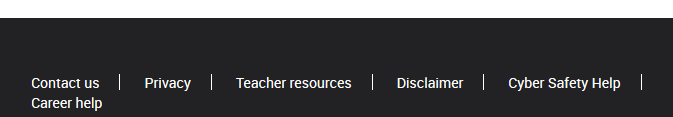 Contact us | Privacy | Teacher resources | Disclaimer | Cyber Safety Help |
Career help